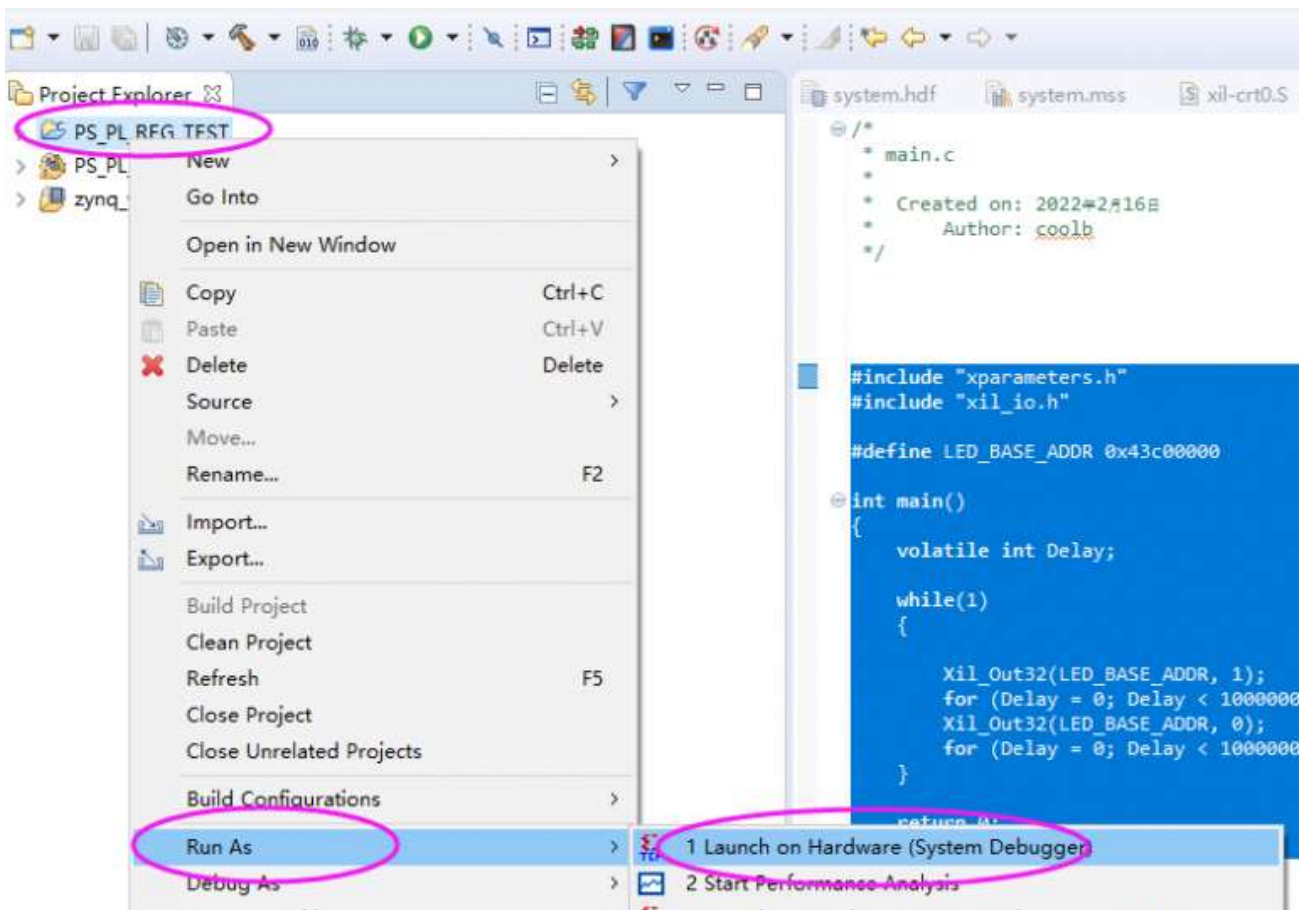 Project Explorer
system.hdf
system.mss
xil-crt0.S
PS_PL_REG_TEST
PS_PL_
zynq_
New
Go Into
Open in New Window
Copy Ctrl+C
Paste Ctrl+V
Delete Delete
Source
Move...
Rename... F2
Import...
Export...
Build Project
Clean Project
Refresh F5
Close Project
Close Unrelated Projects
Build Configurations
Run As
Debug As
1 Launch on Hardware (System Debugger)
2 Start Performance Analysis
/*
* main.c
*
* Created on: 2022年2月16日
* Author: coolb
*/
#include "xparameters.h"
#include "xil_io.h"
#define LED_BASE_ADDR 0x43c00000
int main()
{
volatile int Delay;
while(1)
{
Xil_Out32(LED_BASE_ADDR, 1);
for (Delay = 0; Delay < 1000000
Xil_Out32(LED_BASE_ADDR, 0);
for (Delay = 0; Delay < 1000000
}
return 0;